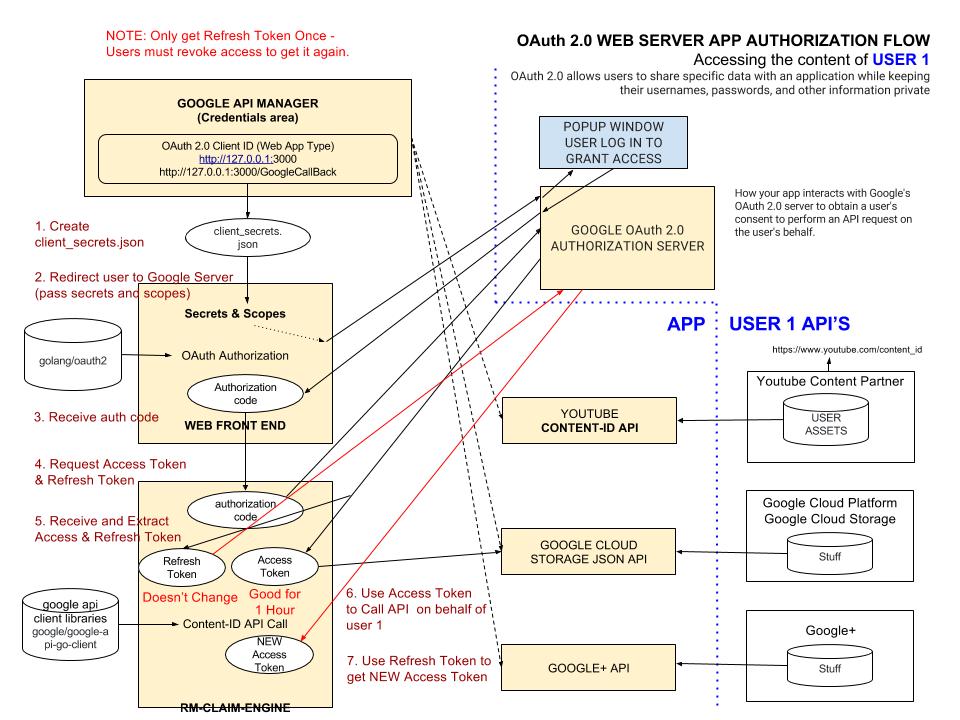 NOTE: Only get Refresh Token Once -
Users must revoke access to get it again.
OAuth 2.0 WEB SERVER APP AUTHORIZATION FLOW
Accessing the content of USER 1
OAuth 2.0 allows users to share specific data with an application while keeping
their usernames, passwords, and other information private
GOOGLE API MANAGER
(Credentials area)
OAuth 2.0 Client ID (Web App Type)
http://127.0.0.1:3000
http://127.0.0.1:3000/GoogleCallBack
POPUP WINDOW
USER LOG IN TO
GRANT ACCESS
GOOGLE OAuth 2.0
AUTHORIZATION SERVER
How your app interacts with Google's
OAuth 2.0 server to obtain a user's
consent to perform an API request on
the user's behalf.
1. Create
client_secrets.json
client_secrets.
json
2. Redirect user to Google Server
(pass secrets and scopes)
Secrets & Scopes
golang/oauth2
OAuth Authorization
Authorization
code
3. Receive auth code
WEB FRONT END
APP
USER 1 API'S
https://www.youtube.com/content_id
Youtube Content Partner
USER
ASSETS
YOUTUBE
CONTENT-ID API
4. Request Access Token
& Refresh Token
authorization
code
5. Receive and Extract
Access & Refresh Token
Refresh
Token
Access
Token
Doesn't Change
Good for
1 Hour
Google Cloud Platform
Google Cloud Storage
Stuff
GOOGLE CLOUD
STORAGE JSON API
google api
client libraries
google/google-a
pi-go-client
Content-ID API Call
NEW
Access
Token
6. Use Access Token
to Call API on behalf of
user 1
7. Use Refresh Token to
get NEW Access Token
GOOGLE+ API
Google+
Stuff
RM-CLAIM-ENGINE